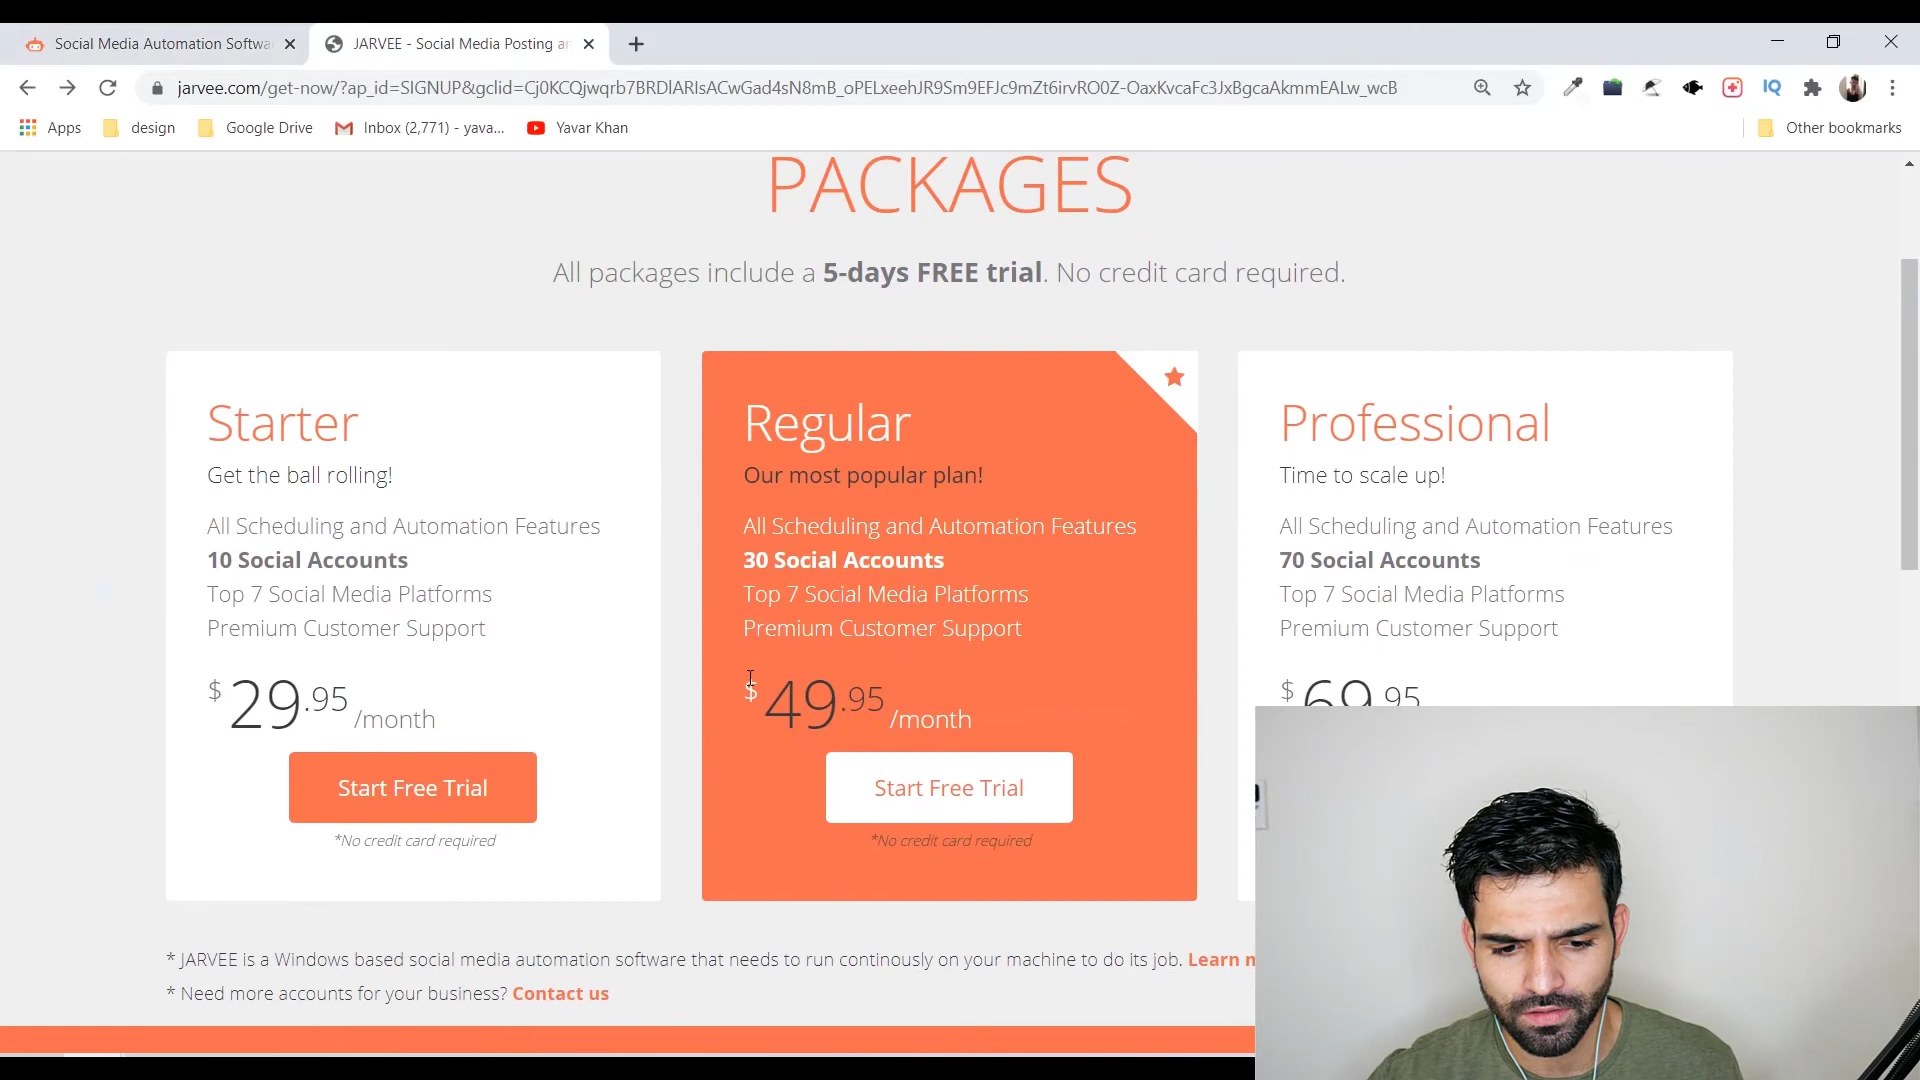 Social Media Automation Softwa
JARVEE - Social Media Posting an
jarvee.com/get-now/?ap_id=SIGNUP&gclid=Cj0KCQjwqrb7BRDlARIsACwGad4sN8mB_oPELxeehJR9Sm9EFJc9mZt6irvRO0Z-OaxKvcaFc3JxBgcaAkmmEALw_wcB
IQ
Apps
design
Google Drive
Inbox (2,771) - yava...
Yavar Khan
Other bookmarks
PACKAGES
All packages include a 5-days FREE trial. No credit card required.
Starter
Get the ball rolling!
All Scheduling and Automation Features
10 Social Accounts
Top 7 Social Media Platforms
Premium Customer Support
$29.95 /month
Start Free Trial
*No credit card required
Regular
Our most popular plan!
All Scheduling and Automation Features
30 Social Accounts
Top 7 Social Media Platforms
Premium Customer Support
$49.95 /month
Start Free Trial
*No credit card required
Professional
Time to scale up!
All Scheduling and Automation Features
70 Social Accounts
Top 7 Social Media Platforms
Premium Customer Support
$69.95
* JARVEE is a Windows based social media automation software that needs to run continously on your machine to do its job. Learn m
* Need more accounts for your business? Contact us